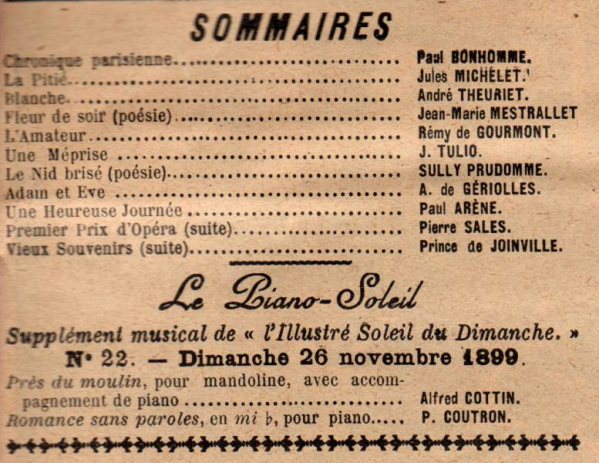 SOMMAIRES
Chronique parisienne.................... Paul BONHOMME.
La Pitié.................... Jules MICHELET.
Blanche.................... André THEURIET.
Fleur de soir (poésie).................... Jean-Marie MESTRALLET
L'Amateur.................... Rémy de GOURMONT.
Une Méprise .................... J. TULIO.
Le Nid brisé (poésie).................... SULLY PRUDOMME.
Adam et Eve .................... A. de GÉRIOLLES.
Une Heureuse Journée .................... Paul ARÈNE.
Premier Prix d'Opéra (suite).................... Pierre SALES.
Vieux Souvenirs (suite).................... Prince de JOINVILLE.
Le Piano-Soleil
Supplément musical de « l'Illustré Soleil du Dimanche. »
N° 22. — Dimanche 26 novembre 1899.
Près du moulin, pour mandoline, avec accom-
pagnement de piano .................... Alfred COTTIN.
Romance sans paroles, en mi ♭, pour piano..... P. COUTRON.